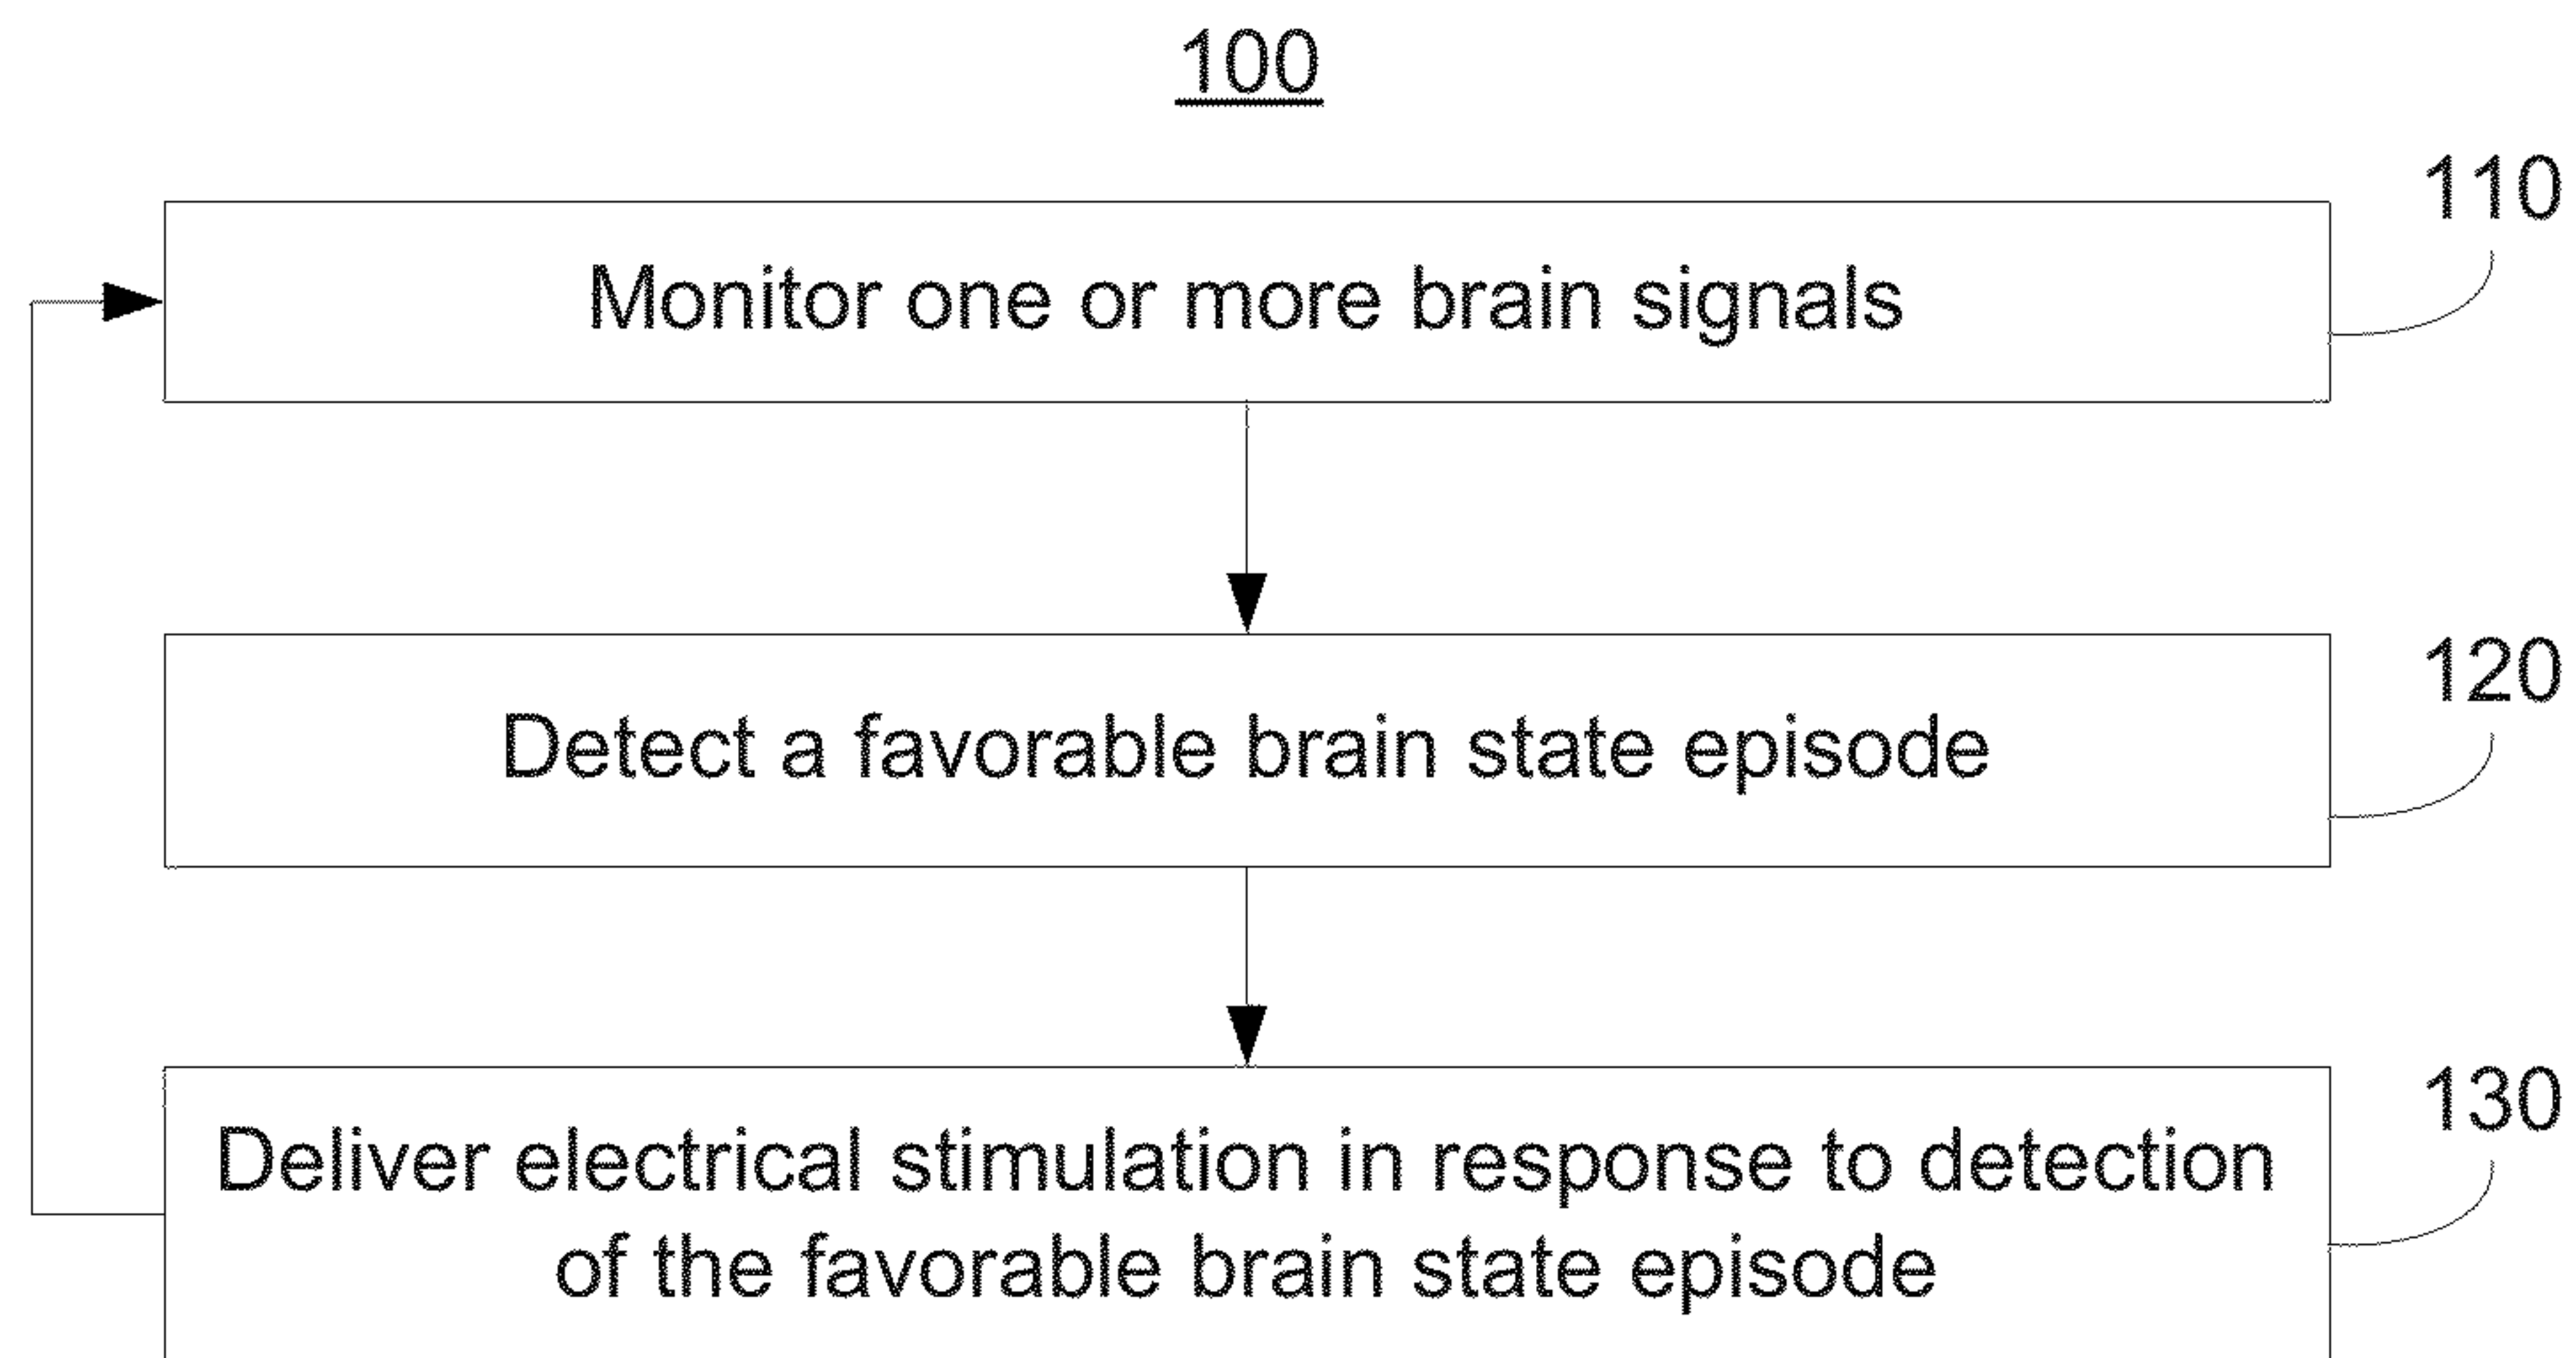 100
110
Monitor one or more brain signals
120
Detect a favorable brain state episode
130
Deliver electrical stimulation in response to detection
of the favorable brain state episode